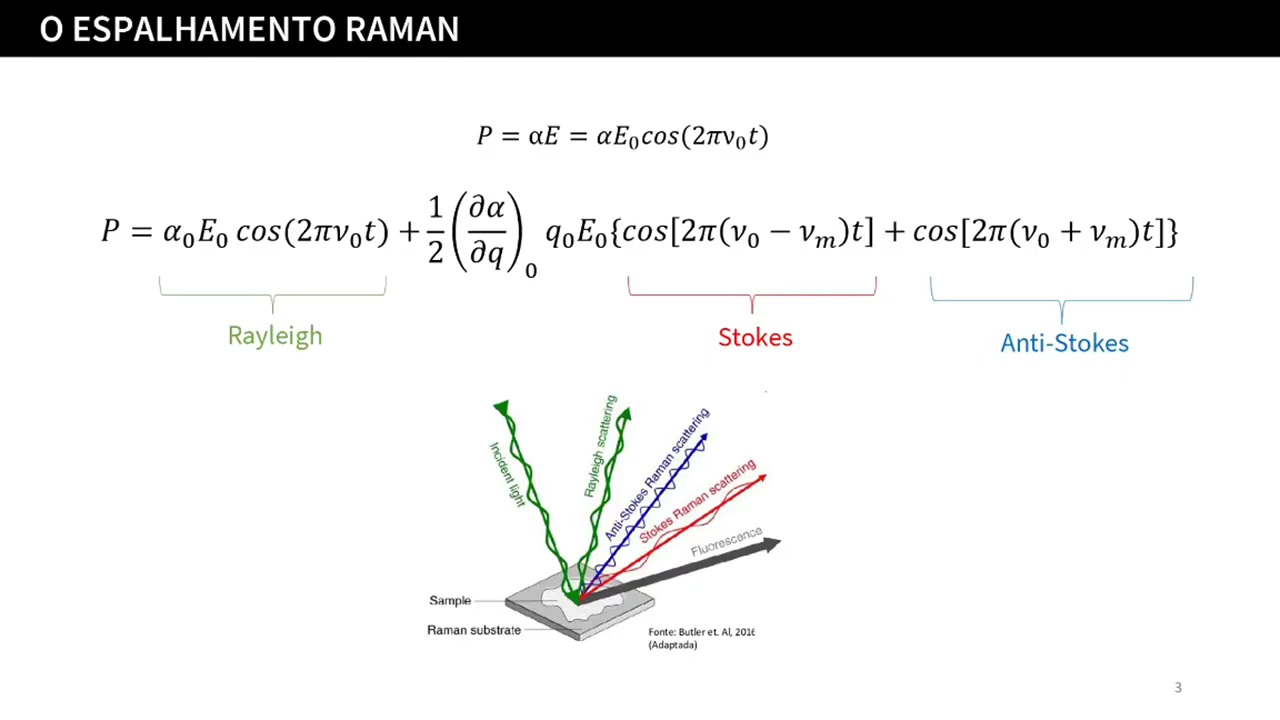 O ESPALHAMENTO RAMAN
P = αE = αE₀cos(2πν₀t)
P = α₀E₀ cos(2πν₀t) + 1/2 (∂α/∂q)₀ q₀E₀{cos[2π(ν₀ − νₘ)t] + cos[2π(ν₀ + νₘ)t]}
Rayleigh
Stokes
Anti-Stokes
Incident light
Rayleigh scattering
Anti-Stokes Raman scattering
Stokes Raman scattering
Fluorescence
Sample
Raman substrate
Fonte: Butler et. Al, 2016
(Adaptada)
3